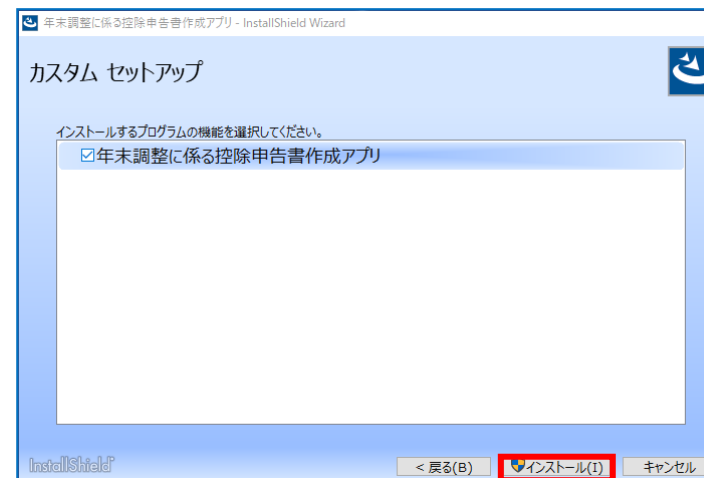 年末調整に係る控除申告書作成アプリ - InstallShield Wizard
カスタム セットアップ
インストールするプログラムの機能を選択してください。
年末調整に係る控除申告書作成アプリ
InstallShield
< 戻る(B) インストール(I) キャンセル